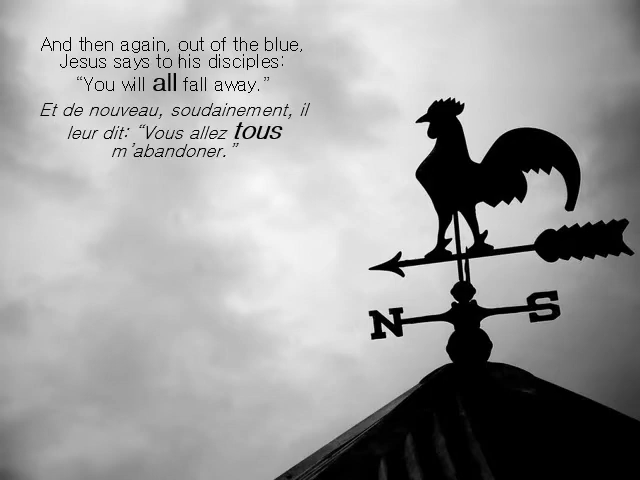 And then again, out of the blue,
Jesus says to his disciples:
“You will all fall away.”
Et de nouveau, soudainement, il
leur dit: “Vous allez tous
m’abandoner.”
N S